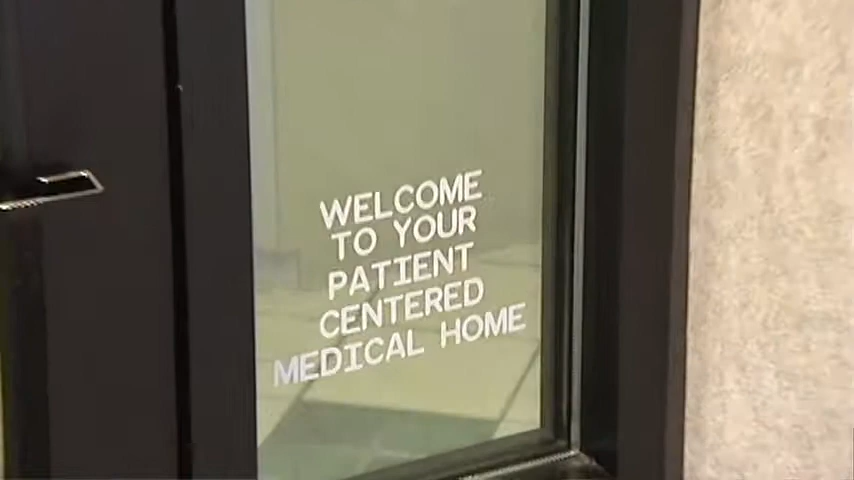 WELCOME
TO YOUR
PATIENT
CENTERED
MEDICAL HOME